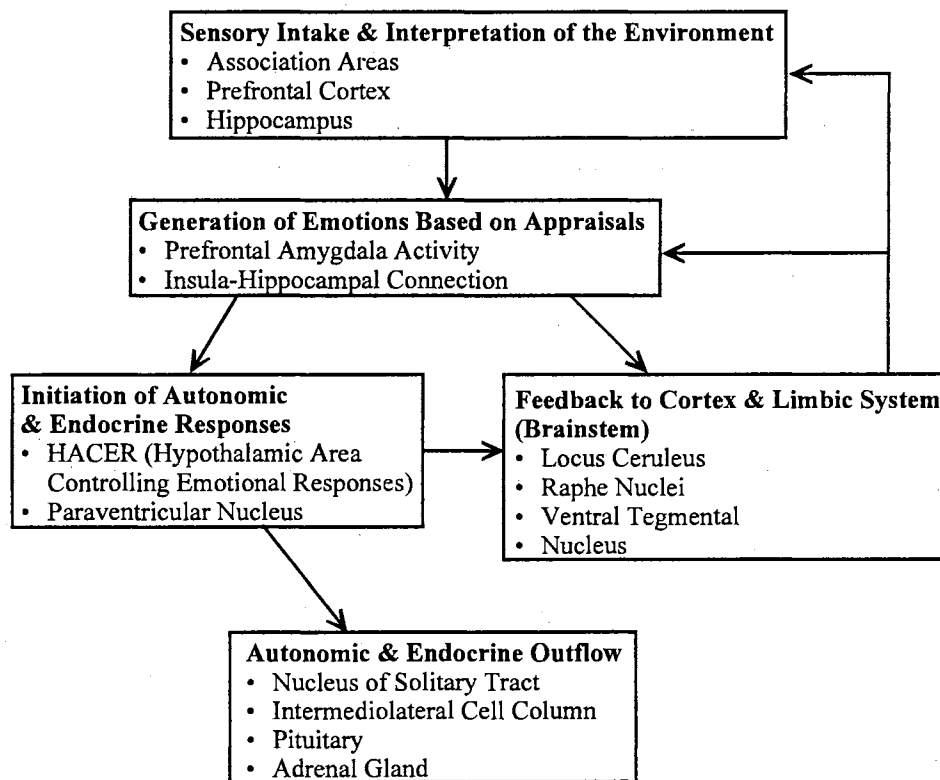 Sensory Intake & Interpretation of the Environment
• Association Areas
• Prefrontal Cortex
• Hippocampus
Generation of Emotions Based on Appraisals
• Prefrontal Amygdala Activity
• Insula-Hippocampal Connection
Initiation of Autonomic
& Endocrine Responses
• HACER (Hypothalamic Area
Controlling Emotional Responses)
• Paraventricular Nucleus
Feedback to Cortex & Limbic System
(Brainstem)
• Locus Ceruleus
• Raphe Nuclei
• Ventral Tegmental
• Nucleus
Autonomic & Endocrine Outflow
• Nucleus of Solitary Tract
• Intermediolateral Cell Column
• Pituitary
• Adrenal Gland